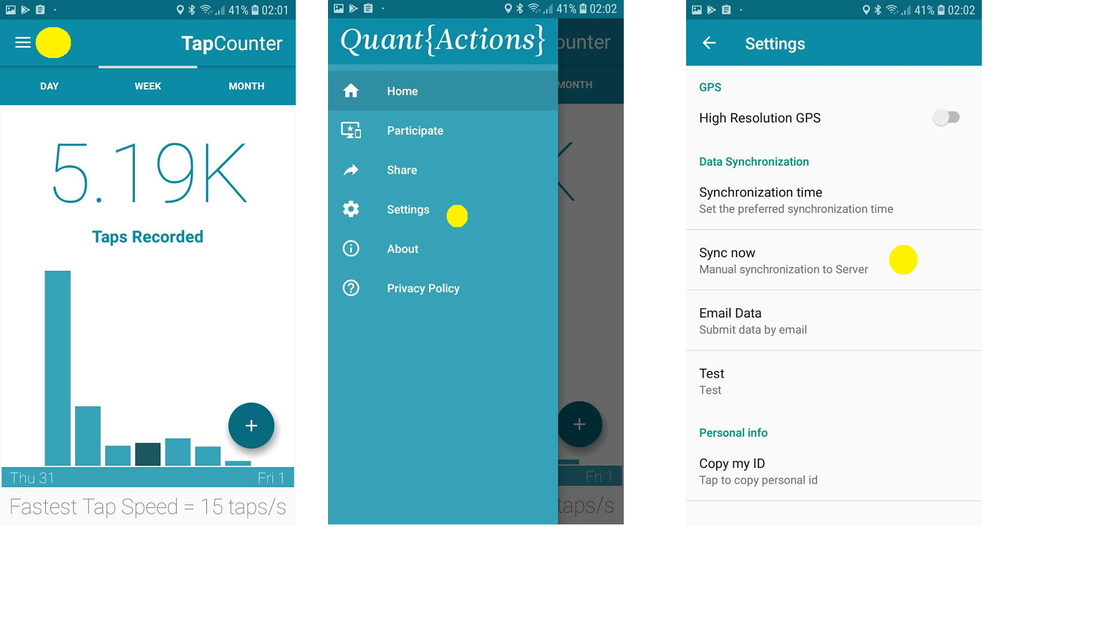 41% 02:01
TapCounter
DAY WEEK MONTH
5.19K
Taps Recorded
+
Thu 31 Fri 1
Fastest Tap Speed = 15 taps/s
41% 02:02
Quant{Actions}
ounter
MONTH
Home
Participate
Share
Settings
About
Privacy Policy
K
+
Fri 1
taps/s
41% 02:02
Settings
GPS
High Resolution GPS
Data Synchronization
Synchronization time
Set the preferred synchronization time
Sync now
Manual synchronization to Server
Email Data
Submit data by email
Test
Test
Personal info
Copy my ID
Tap to copy personal id